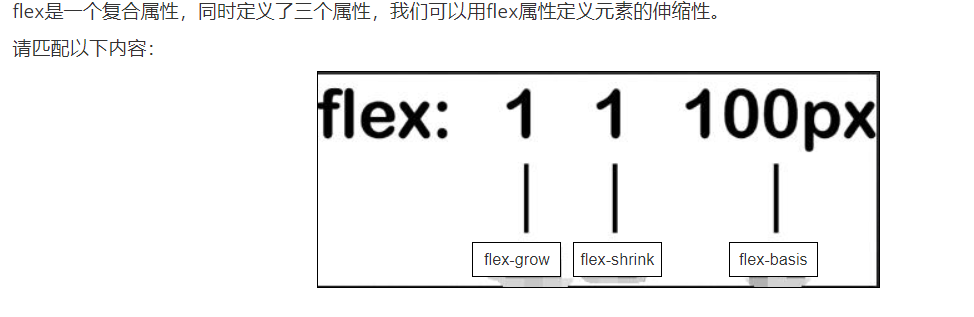 flex是一个复合属性，同时定义了三个属性，我们可以用flex属性定义元素的伸缩性。
请匹配以下内容：
flex: 1 1 100px
flex-grow flex-shrink flex-basis